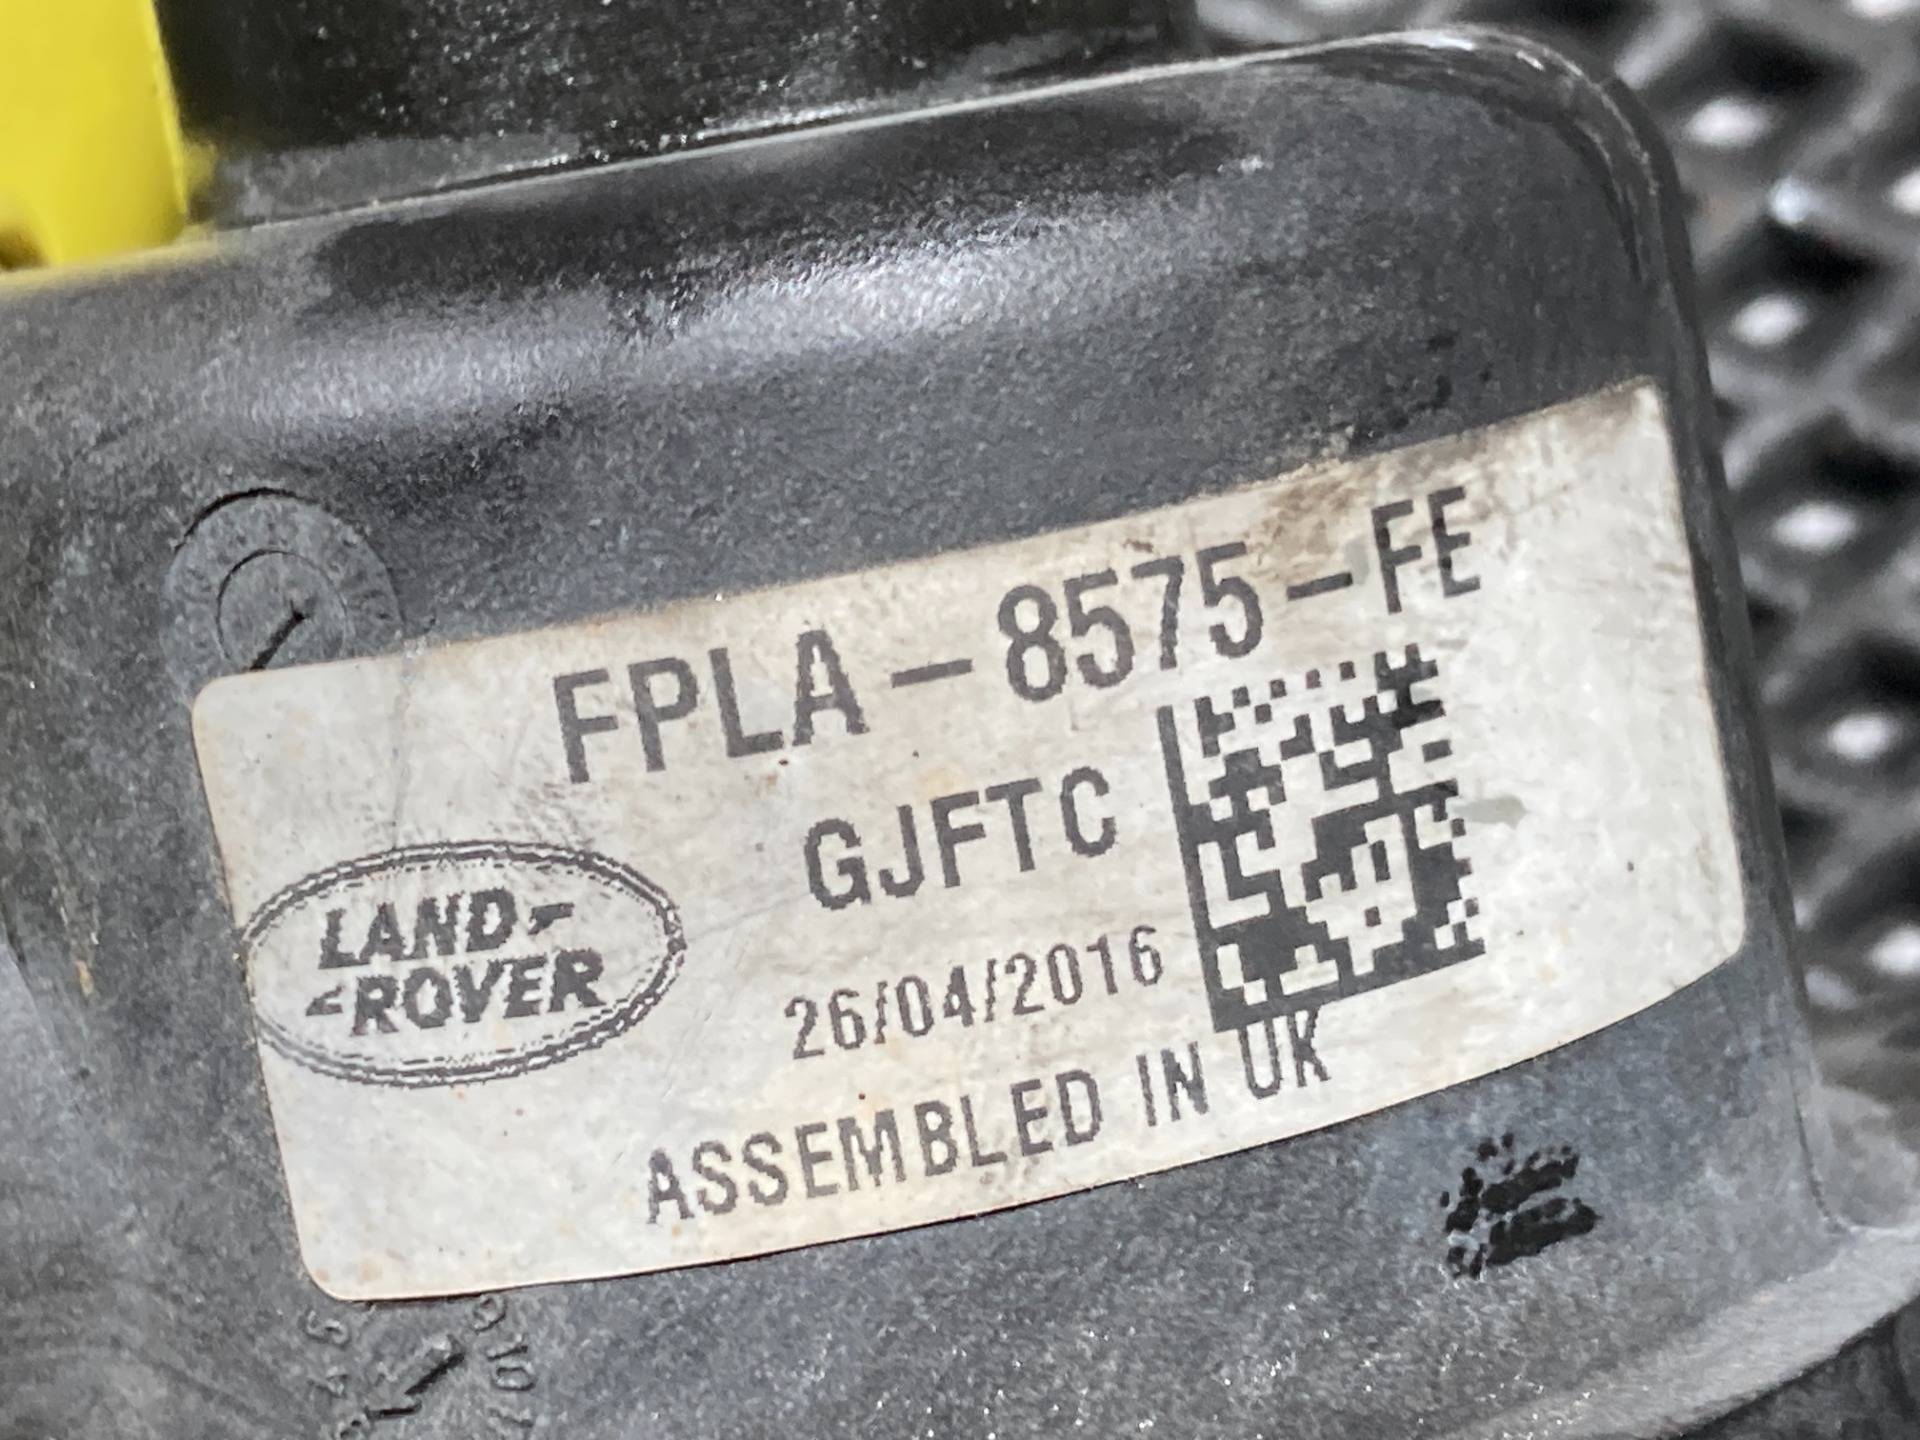 FPLA-8575-FE
GJFTC
LAND-
-ROVER
26/04/2016
ASSEMBLED IN UK